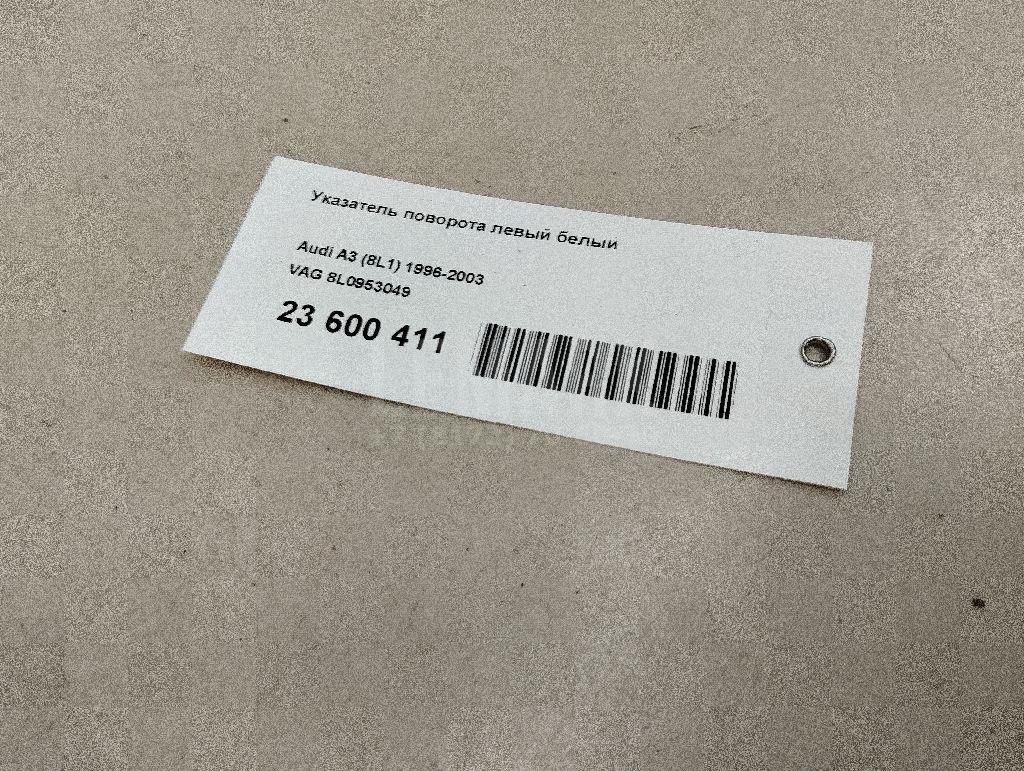 Указатель поворота левый белый
Audi A3 (8L1) 1996-2003
VAG 8L0953049
23 600 411